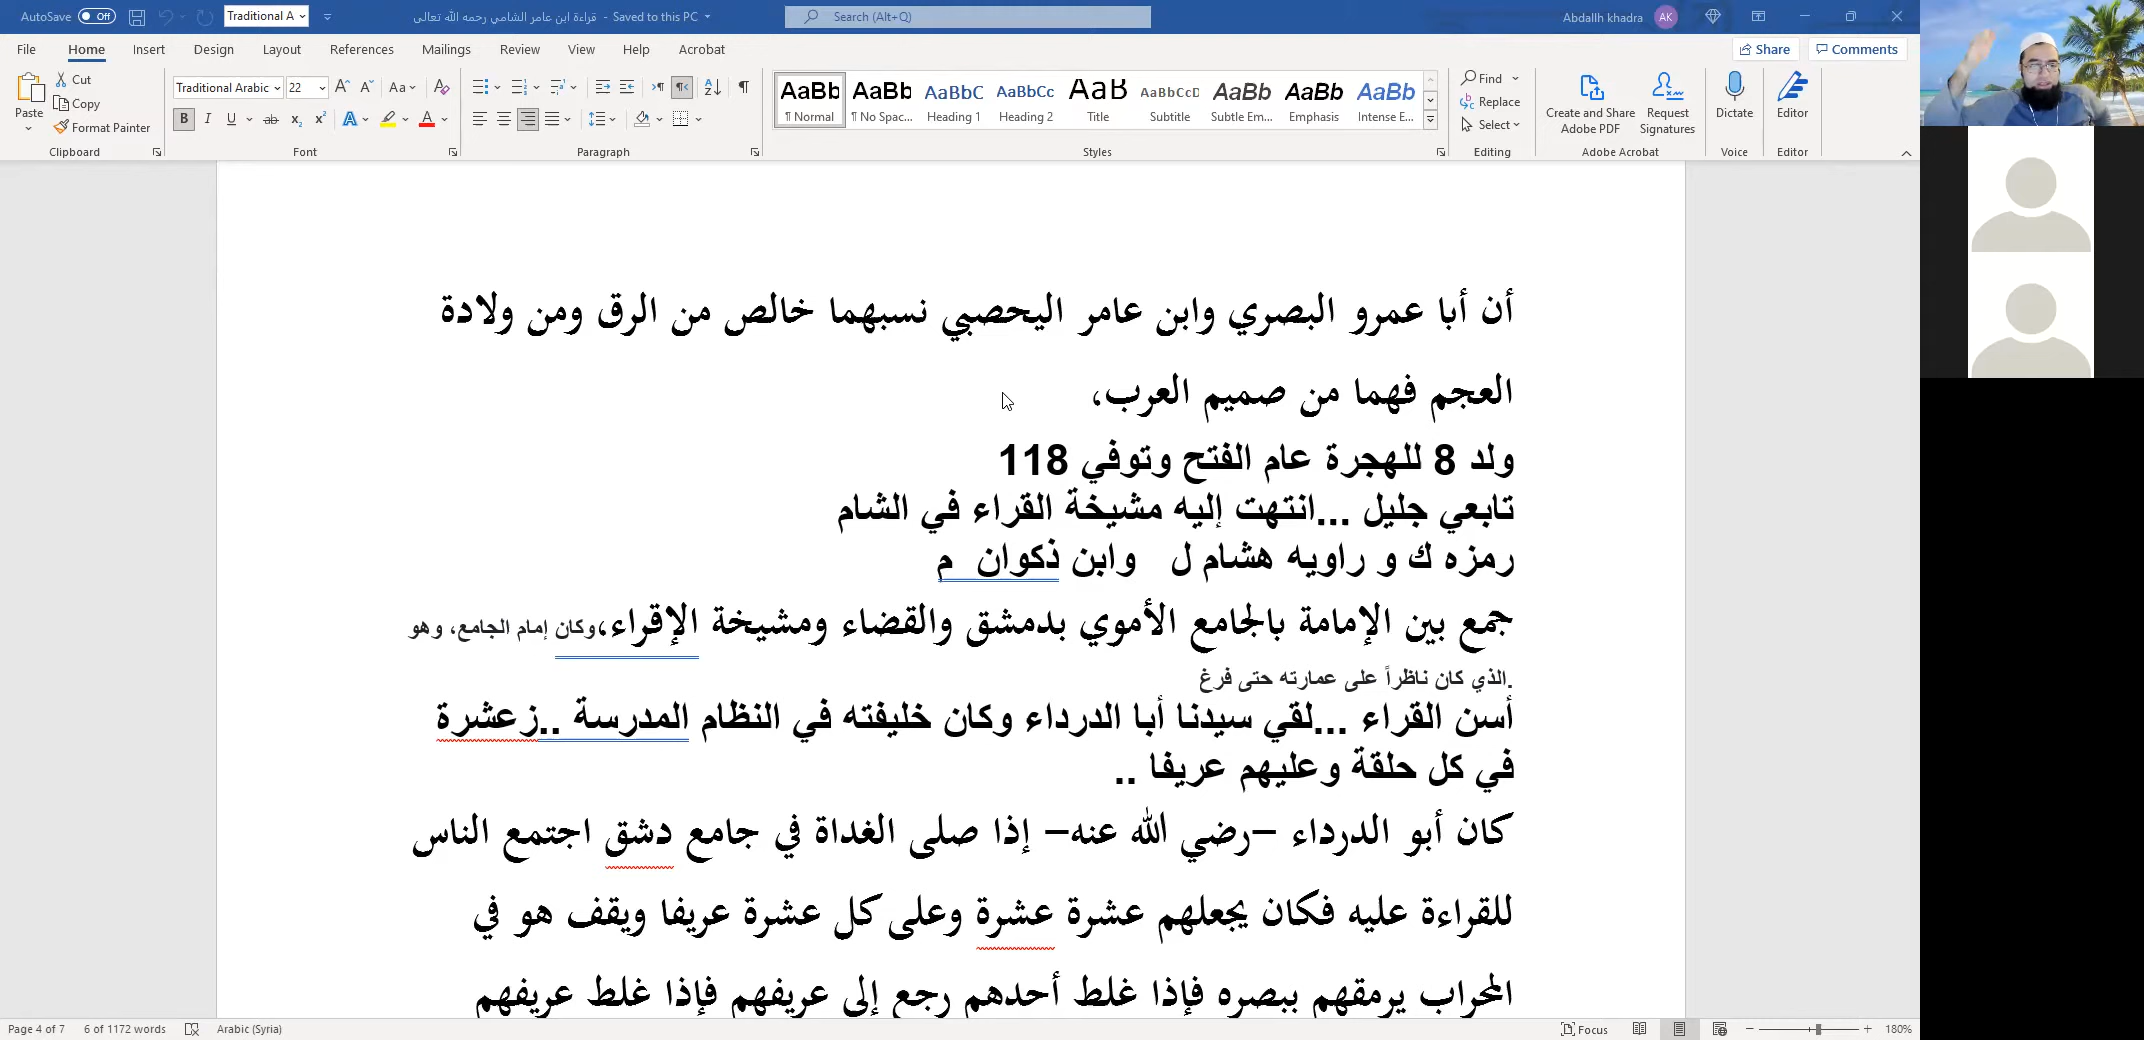 AutoSave Off Traditional A قراءة ابن عامر الشامي رحمه الله تعالى - Saved to this PC Search (Alt+Q) Abdallh khadra AK
File Home Insert Design Layout References Mailings Review View Help Acrobat Share Comments
Paste Cut Copy Format Painter
Traditional Arabic 22
AaBb AaBb AaBbC AaBbCc AaB AaBbCcD AaBb AaBb AaBb
¶ Normal ¶ No Spac... Heading 1 Heading 2 Title Subtitle Subtle Em... Emphasis Intense E...
Find Replace Select
Create and Share Adobe PDF Request Signatures Dictate Editor
Clipboard Font Paragraph Styles Editing Adobe Acrobat Voice Editor
أن أبا عمرو البصري وابن عامر اليحصبي نسبهما خالص من الرق ومن ولادة
العجم فهما من صميم العرب،
ولد 8 للهجرة عام الفتح وتوفي 118
تابعي جليل ...انتهت إليه مشيخة القراء في الشام
رمزه ك و راويه هشام ل وابن ذكوان م
جمع بين الإمامة بالجامع الأموي بدمشق والقضاء ومشيخة الإقراء،وكان إمام الجامع، وهو
.الذي كان ناظراً على عمارته حتى فرغ
أسن القراء ...لقي سيدنا أبا الدرداء وكان خليفته في النظام المدرسة ..زعشرة
في كل حلقة وعليهم عريفا ..
كان أبو الدرداء –رضي الله عنه– إذا صلى الغداة في جامع دشق اجتمع الناس
للقراءة عليه فكان يجعلهم عشرة عشرة وعلى كل عشرة عريفا ويقف هو في
المحراب يرمقهم ببصره فإذا غلط أحدهم رجع إلى عريفهم فإذا غلط عريفهم
Page 4 of 7 6 of 1172 words Arabic (Syria) Focus 180%